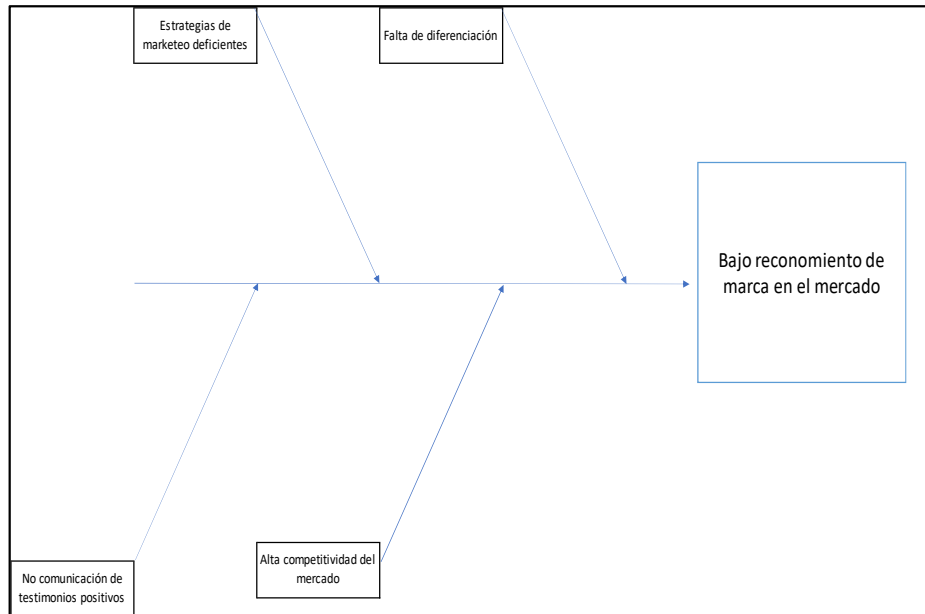 Estrategias de
marketeo deficientes
Falta de diferenciación
Bajo reconomiento de
marca en el mercado
Alta competitividad del
mercado
No comunicación de
testimonios positivos